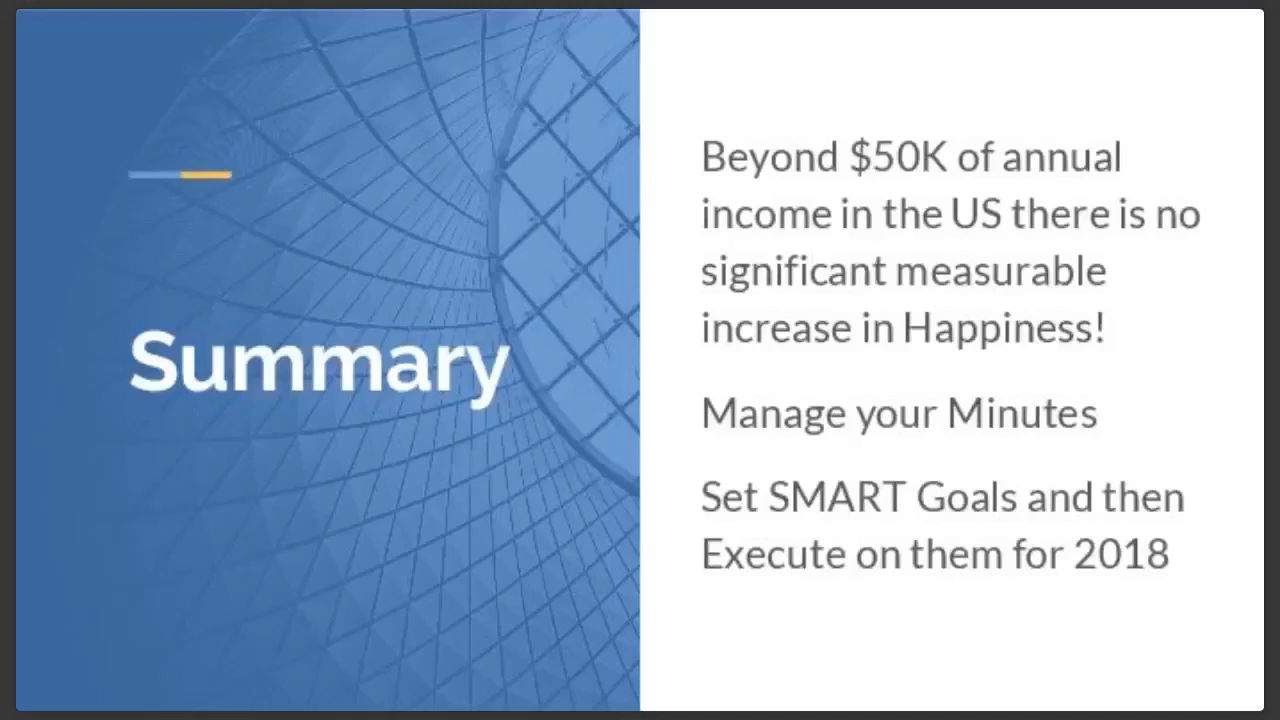 Summary
Beyond $50K of annual
income in the US there is no
significant measurable
increase in Happiness!
Manage your Minutes
Set SMART Goals and then
Execute on them for 2018